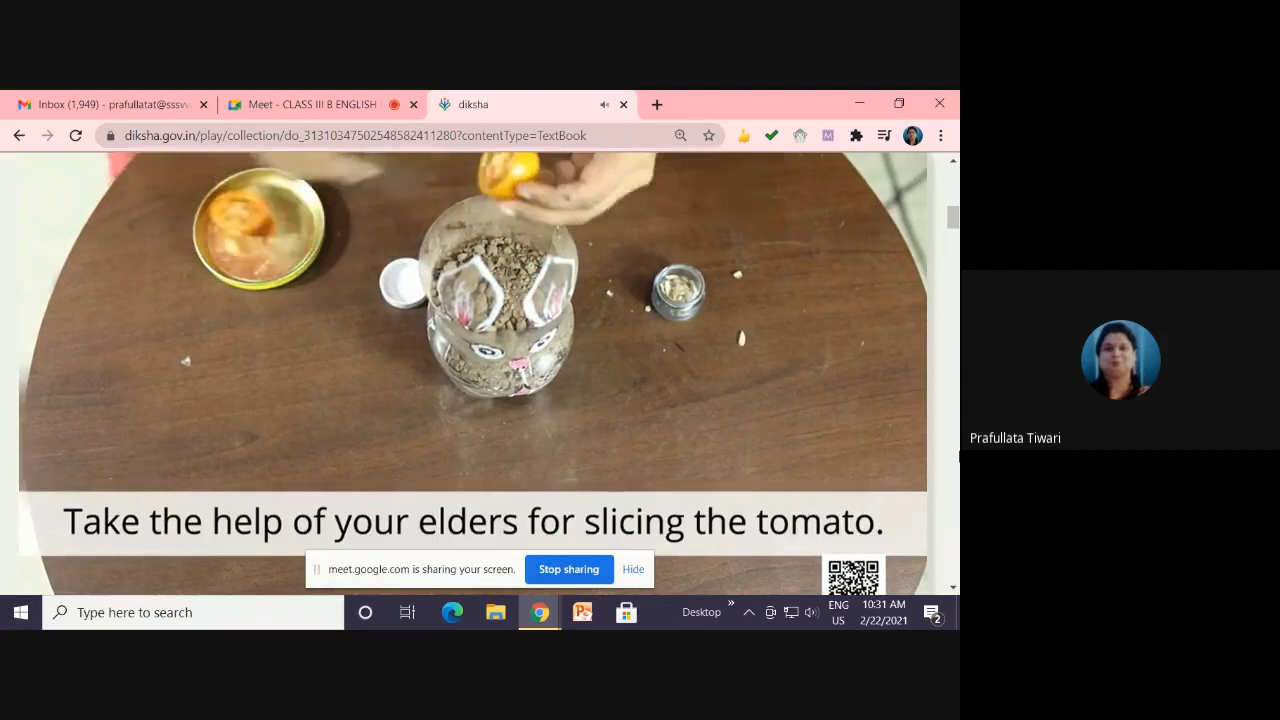 Inbox (1,949) - prafullatat@sssvv
Meet - CLASS III B ENGLISH
diksha
diksha.gov.in/play/collection/do_31310347502548582411280?contentType=TextBook
M
Prafullata Tiwari
Take the help of your elders for slicing the tomato.
meet.google.com is sharing your screen.
Stop sharing
Hide
Type here to search
Desktop
ENG
US
10:31 AM
2/22/2021
2